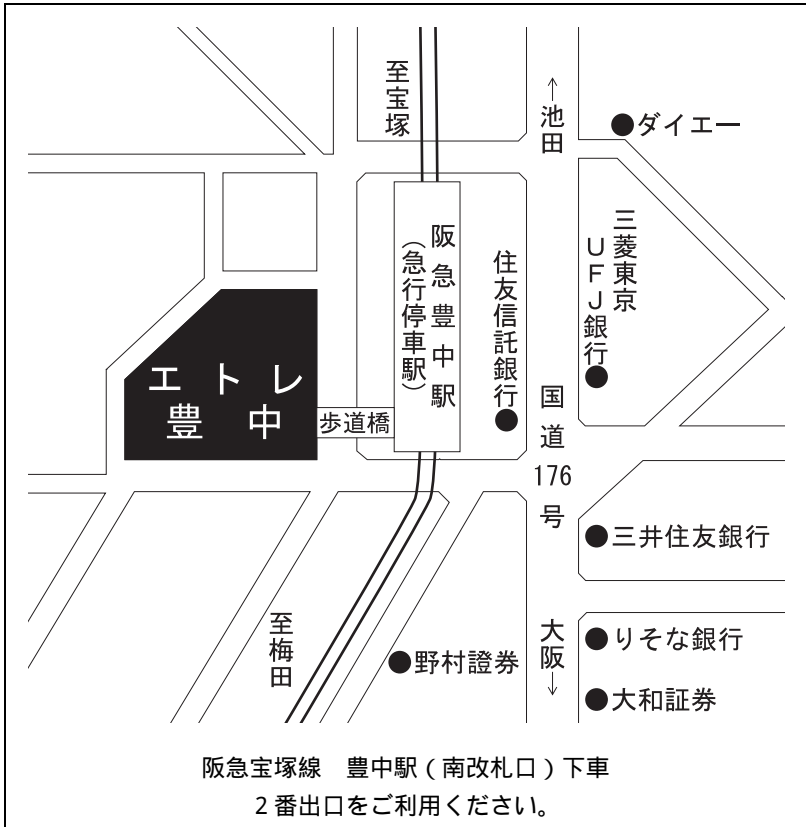 至宝塚
←池田
ダイエー
阪急豊中駅
（急行停車駅）
住友信託銀行
三菱東京
ＵＦＪ銀行
エトレ
豊中
歩道橋
国道176号
三井住友銀行
至梅田
野村證券
大阪→
りそな銀行
大和証券
阪急宝塚線　豊中駅（南改札口）下車
２番出口をご利用ください。